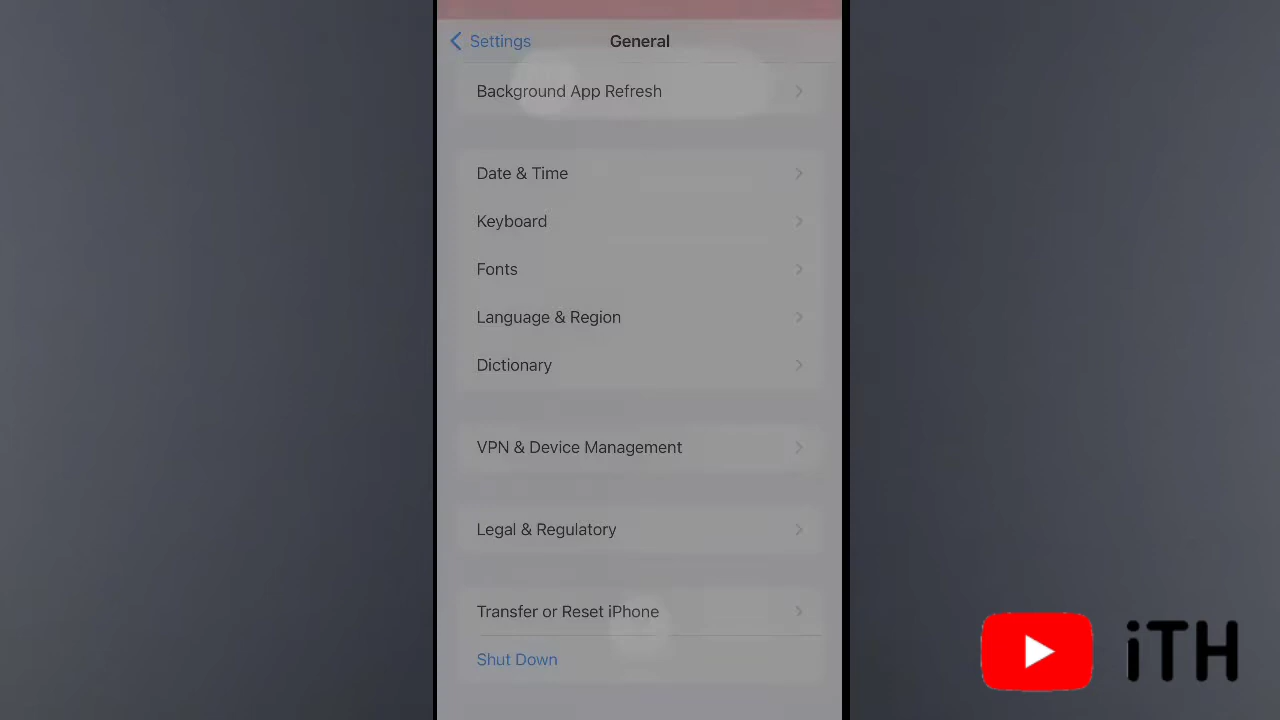 Settings
General
Background App Refresh
Date & Time
Keyboard
Fonts
Language & Region
Dictionary
VPN & Device Management
Legal & Regulatory
Transfer or Reset iPhone
Shut Down
iTH